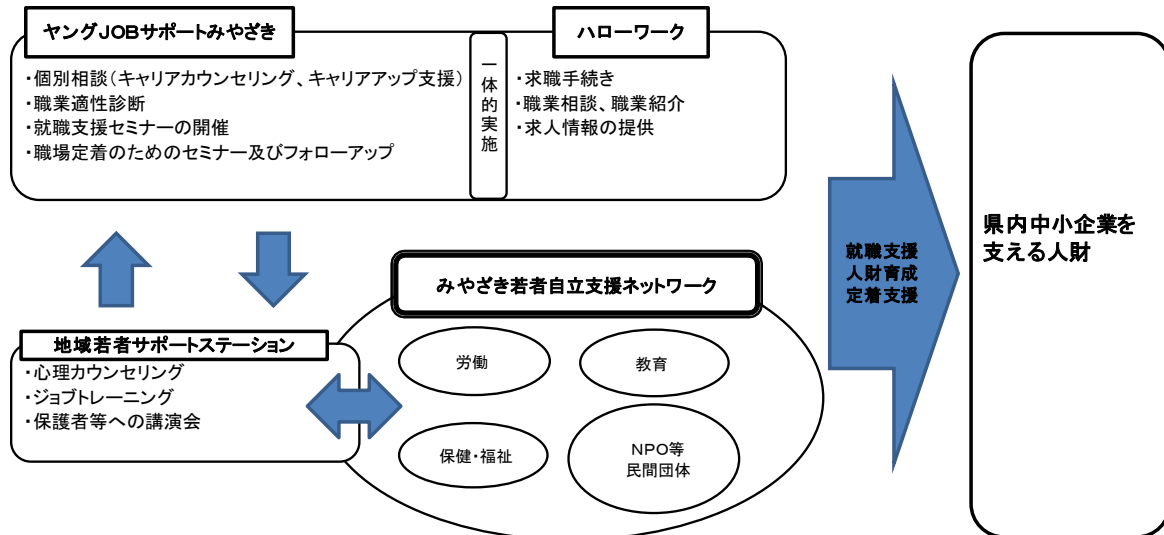 ヤングJOBサポートみやざき
・個別相談(キャリアカウンセリング、キャリアアップ支援)
・職業適性診断
・就職支援セミナーの開催
・職場定着のためのセミナー及びフォローアップ
一体的実施
ハローワーク
・求職手続き
・職業相談、職業紹介
・求人情報の提供
地域若者サポートステーション
・心理カウンセリング
・ジョブトレーニング
・保護者等への講演会
みやざき若者自立支援ネットワーク
労働
教育
保健・福祉
NPO等
民間団体
就職支援
人財育成
定着支援
県内中小企業を
支える人財